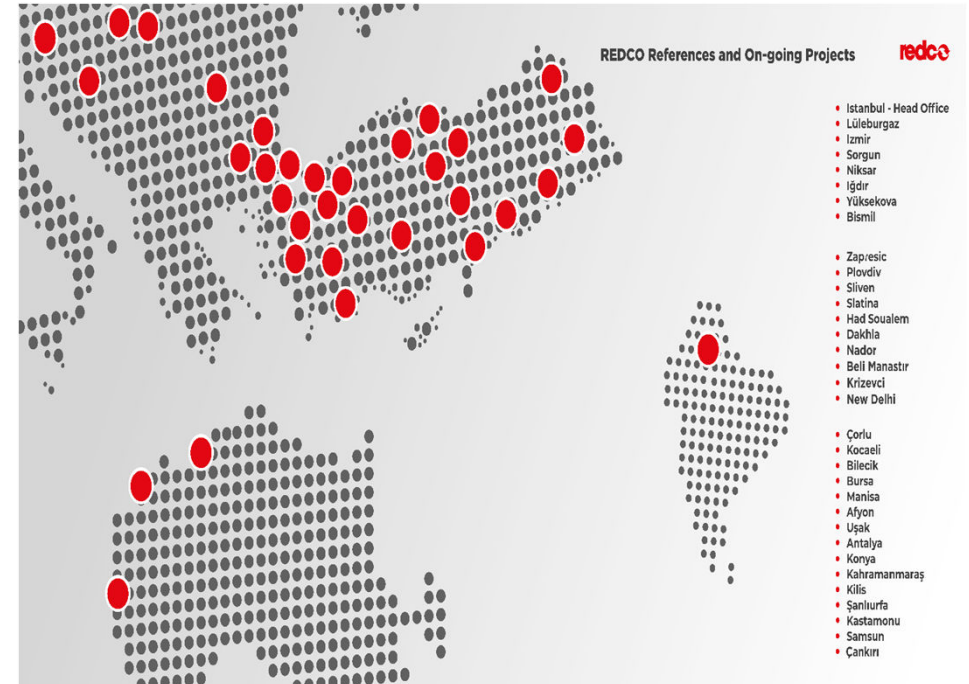 REDCO References and On-going Projects
redco
Istanbul - Head Office
Lüleburgaz
Izmir
Sorgun
Niksar
Iğdır
Yüksekova
Bismil
Zapresic
Plovdiv
Sliven
Slatina
Had Soualem
Dakhla
Nador
Beli Manastır
Krizevci
New Delhi
Çorlu
Kocaeli
Bilecik
Bursa
Manisa
Afyon
Uşak
Antalya
Konya
Kahramanmaraş
Kilis
Şanlıurfa
Kastamonu
Samsun
Çankırı